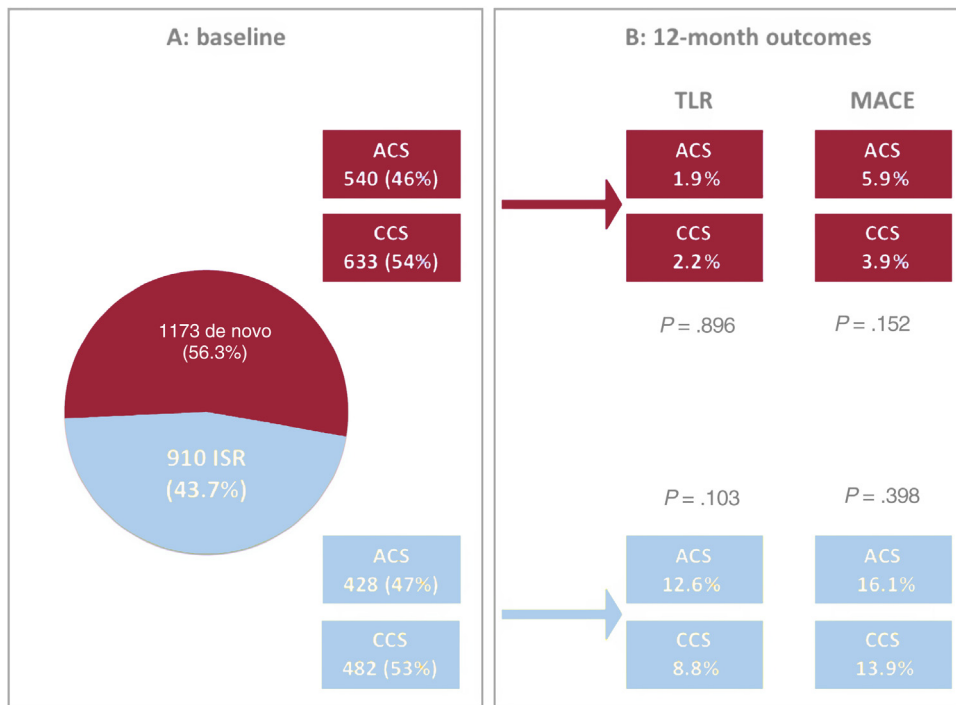 A: baseline
ACS
540 (46%)
CCS
633 (54%)
1173 de novo
(56.3%)
910 ISR
(43.7%)
ACS
428 (47%)
CCS
482 (53%)
B: 12-month outcomes
TLR
MACE
ACS
1.9%
ACS
5.9%
CCS
2.2%
CCS
3.9%
P = .896
P = .152
P = .103
P = .398
ACS
12.6%
ACS
16.1%
CCS
8.8%
CCS
13.9%